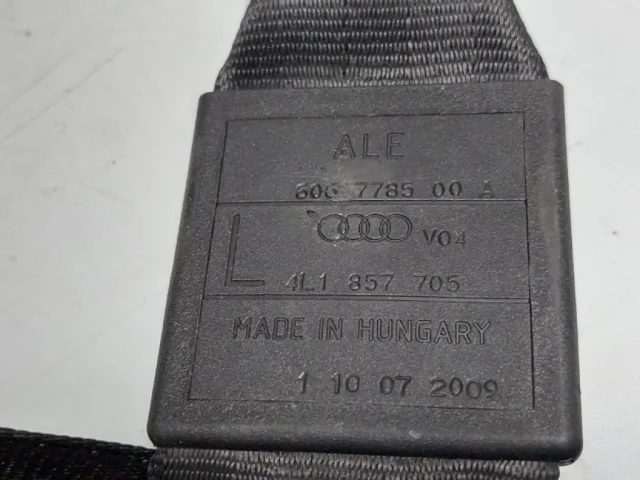 ALE
606 7785 00 A
L V04
4L1 857 705
MADE IN HUNGARY
1 10 07 2009